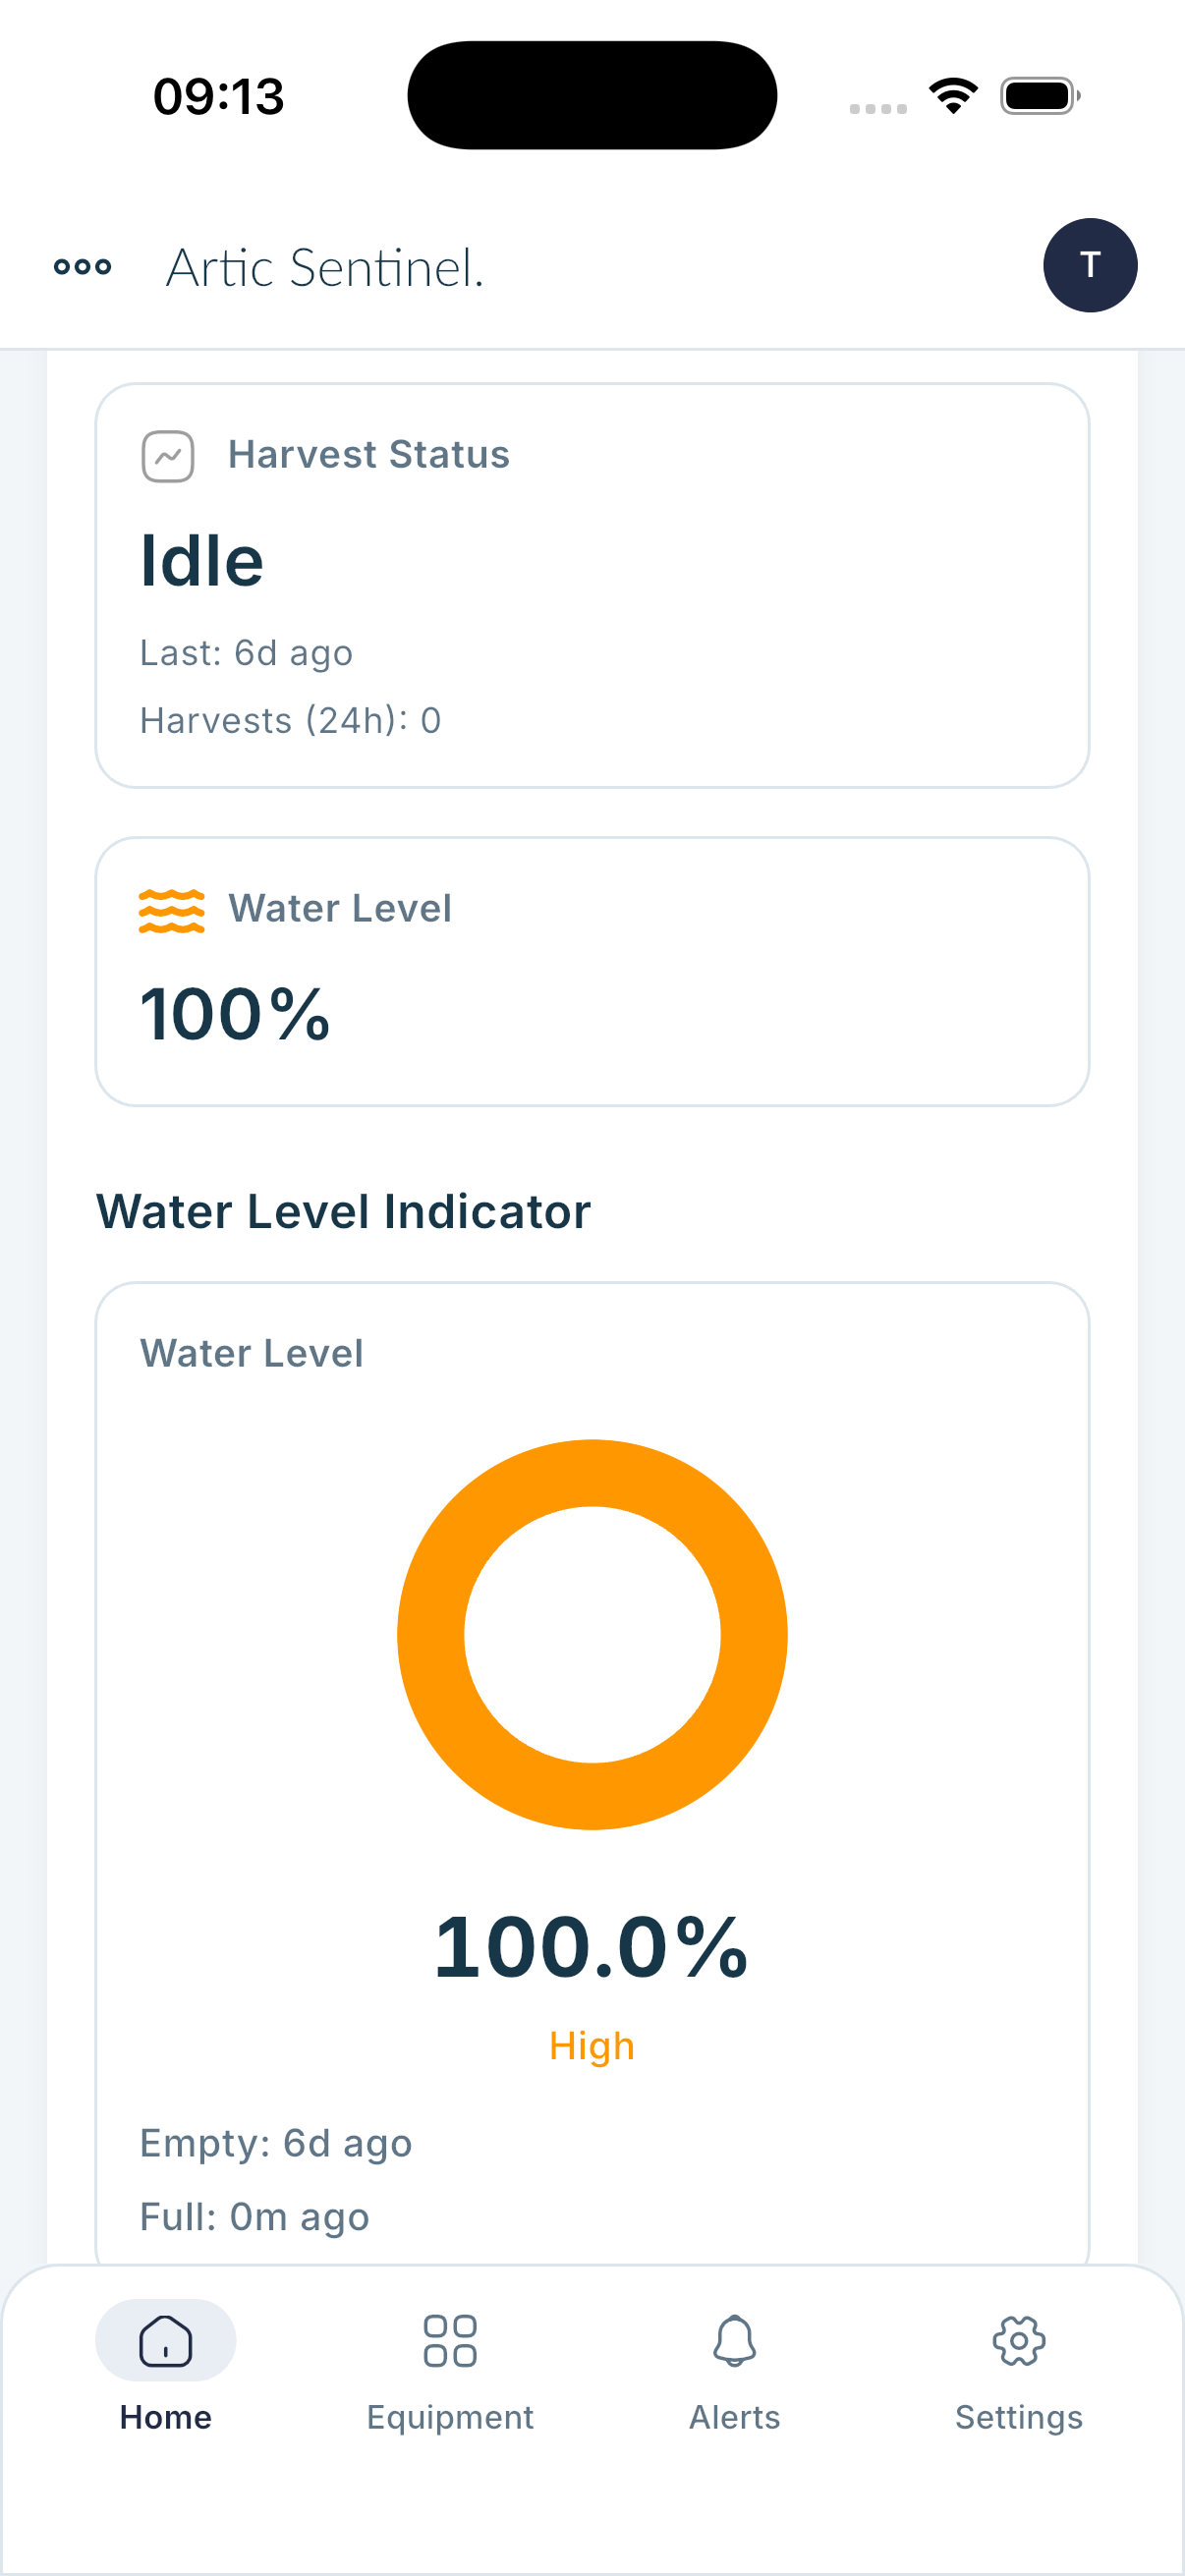 09:13
Artic Sentinel.
T
Harvest Status
Idle
Last: 6d ago
Harvests (24h): 0
Water Level
100%
Water Level Indicator
Water Level
100.0%
High
Empty: 6d ago
Full: 0m ago
Home
Equipment
Alerts
Settings